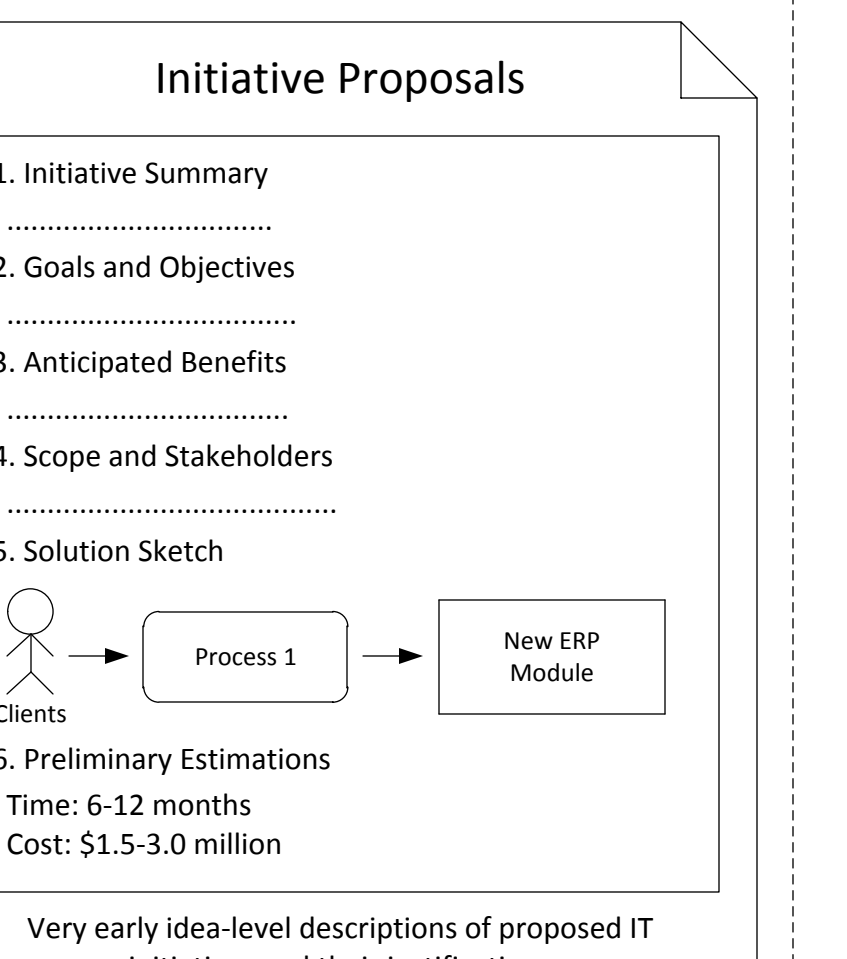 Initiative Proposals
1. Initiative Summary
.................................
2. Goals and Objectives
....................................
3. Anticipated Benefits
...................................
4. Scope and Stakeholders
.........................................
5. Solution Sketch
Process 1
New ERP
Module
Clients
6. Preliminary Estimations
Time: 6-12 months
Cost: $1.5-3.0 million
Very early idea-level descriptions of proposed IT